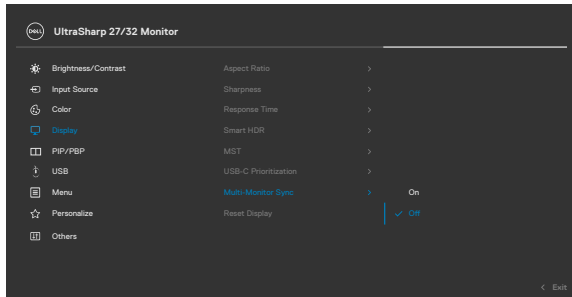 DELL UltraSharp 27/32 Monitor
Brightness/Contrast Aspect Ratio >
Input Source Sharpness >
Color Response Time >
Display Smart HDR >
PIP/PBP MST >
USB USB-C Prioritization >
Menu Multi-Monitor Sync > On
Personalize Reset Display ✓ Off
Others
< Exit